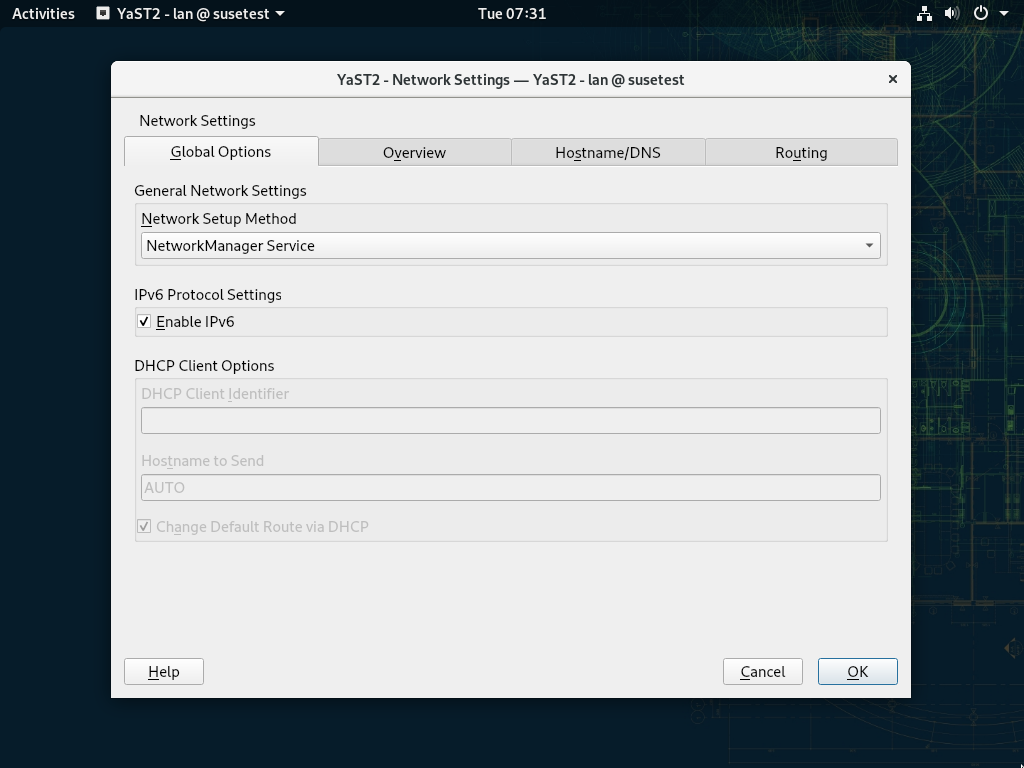 Activities YaST2 - lan @ susetest Tue 07:31
YaST2 - Network Settings — YaST2 - lan @ susetest
Network Settings
Global Options Overview Hostname/DNS Routing
General Network Settings
Network Setup Method
NetworkManager Service
IPv6 Protocol Settings
Enable IPv6
DHCP Client Options
DHCP Client Identifier
Hostname to Send
AUTO
Change Default Route via DHCP
Help Cancel OK